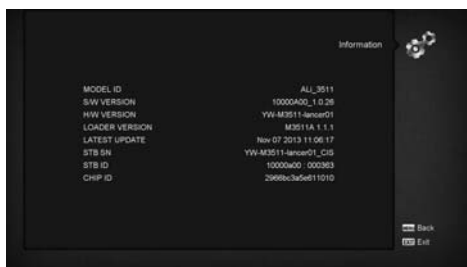 Information
MODEL ID ALi_3511
S/W VERSION 10000A00_1.0.26
H/W VERSION YW-M3511-lancer01
LOADER VERSION M3511A 1.1.1
LATEST UPDATE Nov 07 2013 11:06:17
STB SN YW-M3511-lancer01_CIS
STB ID 10000a00 : 000363
CHIP ID 2966bc3a5e611010
MENU Back
EXIT Exit